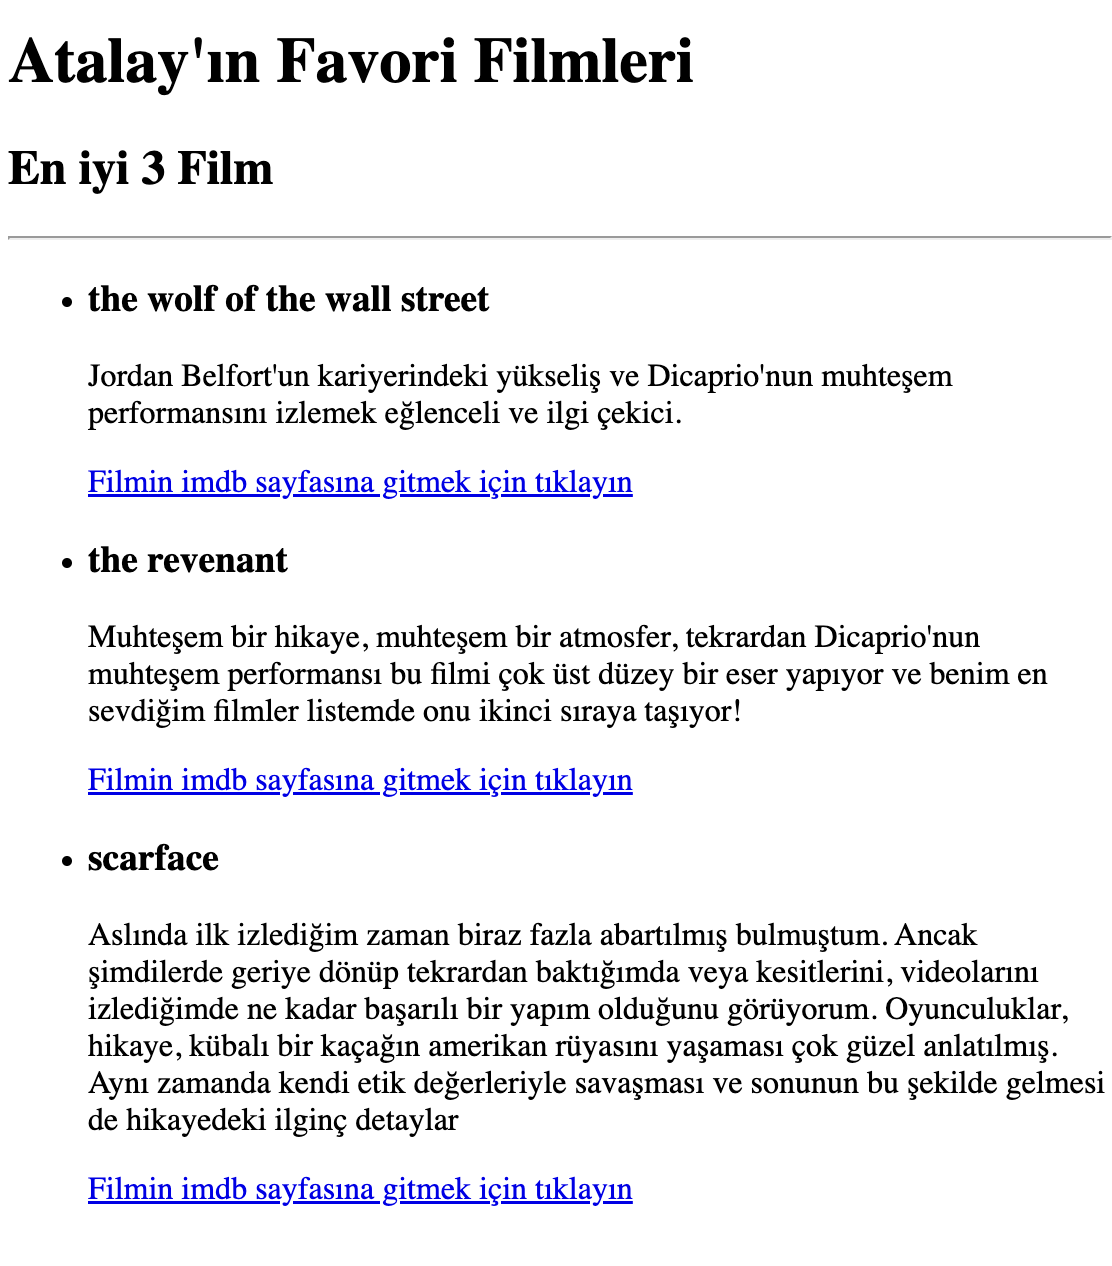 Atalay'ın Favori Filmleri
En iyi 3 Film
the wolf of the wall street
Jordan Belfort'un kariyerindeki yükseliş ve Dicaprio'nun muhteşem
performansını izlemek eğlenceli ve ilgi çekici.
Filmin imdb sayfasına gitmek için tıklayın
the revenant
Muhteşem bir hikaye, muhteşem bir atmosfer, tekrardan Dicaprio'nun
muhteşem performansı bu filmi çok üst düzey bir eser yapıyor ve benim en
sevdiğim filmler listemde onu ikinci sıraya taşıyor!
Filmin imdb sayfasına gitmek için tıklayın
scarface
Aslında ilk izlediğim zaman biraz fazla abartılmış bulmuştum. Ancak
şimdilerde geriye dönüp tekrardan baktığımda veya kesitlerini, videolarını
izlediğimde ne kadar başarılı bir yapım olduğunu görüyorum. Oyunculuklar,
hikaye, kübalı bir kaçağın amerikan rüyasını yaşaması çok güzel anlatılmış.
Aynı zamanda kendi etik değerleriyle savaşması ve sonunun bu şekilde gelmesi
de hikayedeki ilginç detaylar
Filmin imdb sayfasına gitmek için tıklayın